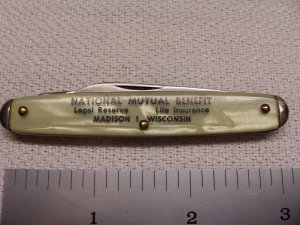 NATIONAL MUTUAL BENEFIT
Legal Reserve Life Insurance
MADISON 1, WISCONSIN
1 2 3